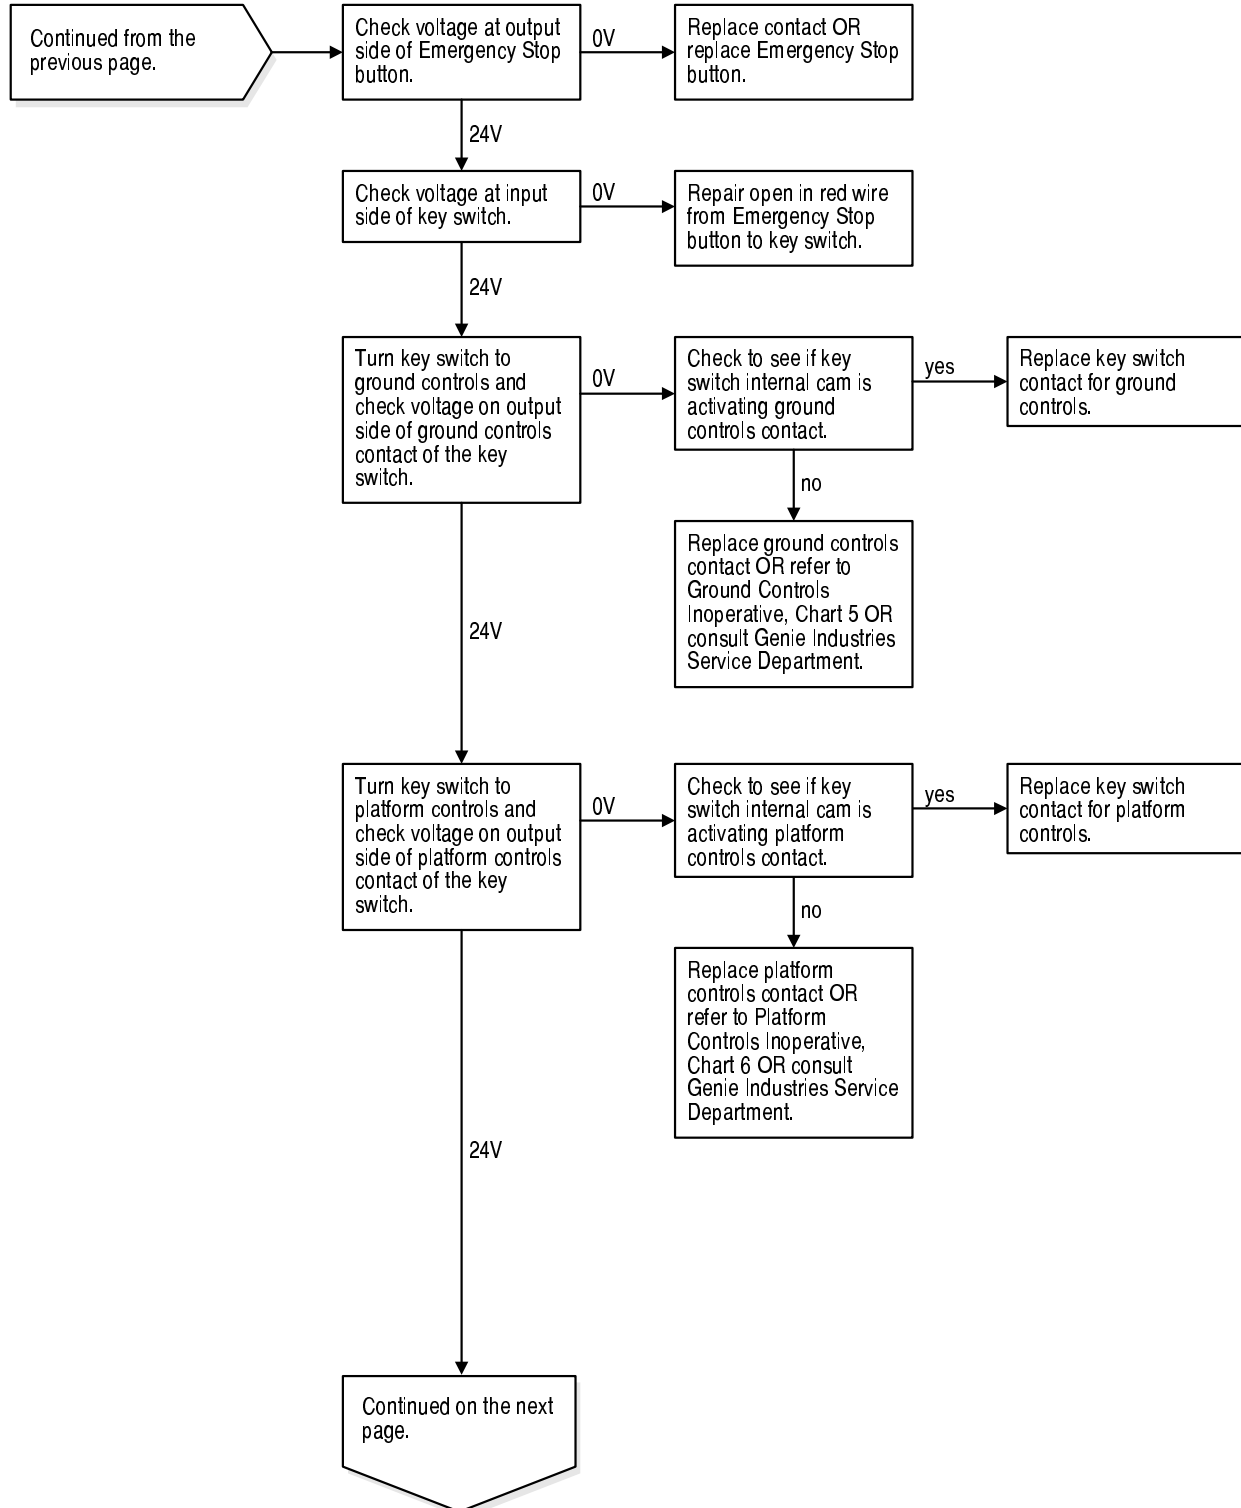 Continued from the
previous page.
Check voltage at output
side of Emergency Stop
button.
0V
Replace contact OR
replace Emergency Stop
button.
24V
Check voltage at input
side of key switch.
0V
Repair open in red wire
from Emergency Stop
button to key switch.
24V
Turn key switch to
ground controls and
check voltage on output
side of ground controls
contact of the key
switch.
0V
Check to see if key
switch internal cam is
activating ground
controls contact.
yes
Replace key switch
contact for ground
controls.
no
Replace ground controls
contact OR refer to
Ground Controls
Inoperative, Chart 5 OR
consult Genie Industries
Service Department.
24V
Turn key switch to
platform controls and
check voltage on output
side of platform controls
contact of the key
switch.
0V
Check to see if key
switch internal cam is
activating platform
controls contact.
yes
Replace key switch
contact for platform
controls.
no
Replace platform
controls contact OR
refer to Platform
Controls Inoperative,
Chart 6 OR consult
Genie Industries Service
Department.
24V
Continued on the next
page.